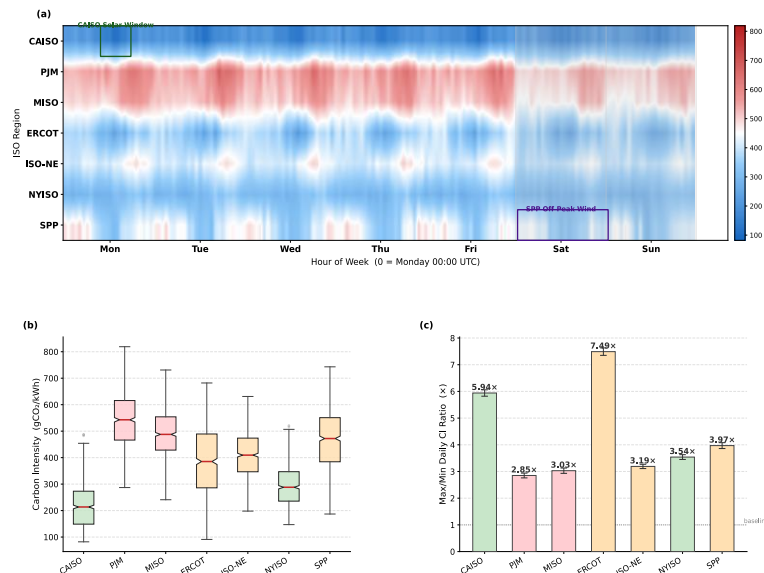 (a)
CAISO Solar Window
CAISO
PJM
MISO
ERCOT
ISO-NE
NYISO
SPP
ISO Region
SPP Off-Peak Wind
Mon Tue Wed Thu Fri Sat Sun
Hour of Week (0 = Monday 00:00 UTC)
800
700
600
500
400
300
200
100
(b)
Carbon Intensity (gCO₂/kWh)
800
700
600
500
400
300
200
100
CAISO PJM MISO ERCOT ISO-NE NYISO SPP
(c)
Max/Min Daily CI Ratio (×)
8
7
6
5
4
3
2
1
0
5.94×
2.85×
3.03×
7.49×
3.19×
3.54×
3.97×
CAISO PJM MISO ERCOT ISO-NE NYISO SPP